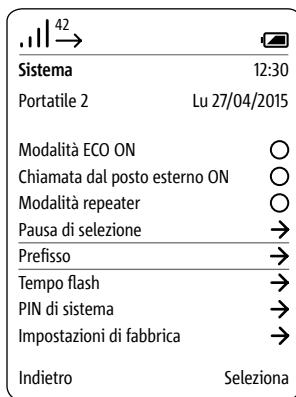 42
Sistema 12:30
Portatile 2 Lu 27/04/2015
Modalità ECO ON
Chiamata dal posto esterno ON
Modalità repeater
Pausa di selezione
Prefisso
Tempo flash
PIN di sistema
Impostazioni di fabbrica
Indietro Seleziona